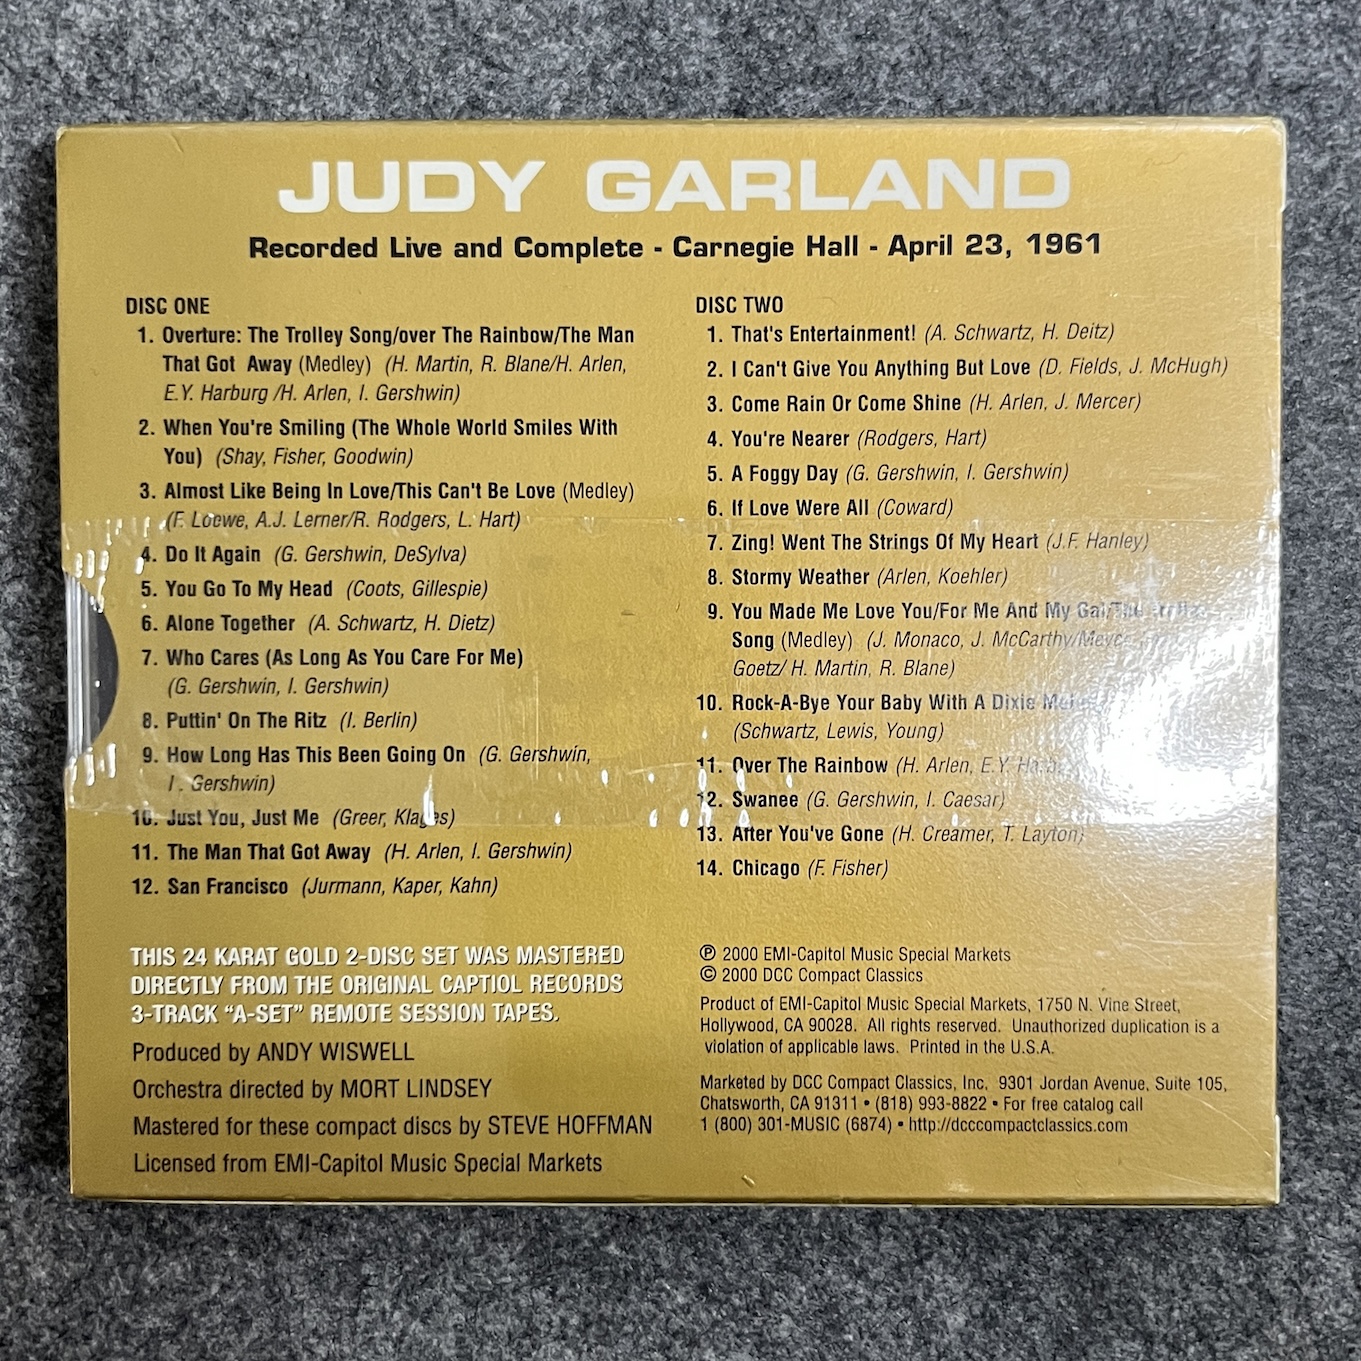 JUDY GARLAND
Recorded Live and Complete - Carnegie Hall - April 23, 1961
DISC ONE
1. Overture: The Trolley Song/over The Rainbow/The Man
That Got Away (Medley) (H. Martin, R. Blane/H. Arlen,
E.Y. Harburg /H. Arlen, I. Gershwin)
2. When You're Smiling (The Whole World Smiles With
You) (Shay, Fisher, Goodwin)
3. Almost Like Being In Love/This Can't Be Love (Medley)
(F. Loewe, A.J. Lerner/R. Rodgers, L. Hart)
4. Do It Again (G. Gershwin, DeSylva)
5. You Go To My Head (Coots, Gillespie)
6. Alone Together (A. Schwartz, H. Dietz)
7. Who Cares (As Long As You Care For Me)
(G. Gershwin, I. Gershwin)
8. Puttin' On The Ritz (I. Berlin)
9. How Long Has This Been Going On (G. Gershwin,
I . Gershwin)
10. Just You, Just Me (Greer, Klages)
11. The Man That Got Away (H. Arlen, I. Gershwin)
12. San Francisco (Jurmann, Kaper, Kahn)
DISC TWO
1. That's Entertainment! (A. Schwartz, H. Deitz)
2. I Can't Give You Anything But Love (D. Fields, J. McHugh)
3. Come Rain Or Come Shine (H. Arlen, J. Mercer)
4. You're Nearer (Rodgers, Hart)
5. A Foggy Day (G. Gershwin, I. Gershwin)
6. If Love Were All (Coward)
7. Zing! Went The Strings Of My Heart (J.F. Hanley)
8. Stormy Weather (Arlen, Koehler)
9. You Made Me Love You/For Me And My Gal/The
Song (Medley) (J. Monaco, J. McCarthy/
Goetz/ H. Martin, R. Blane)
10. Rock-A-Bye Your Baby With A Dixie
(Schwartz, Lewis, Young)
11. Over The Rainbow (H. Arlen, E.Y.
12. Swanee (G. Gershwin, I. Caesar)
13. After You've Gone (H. Creamer, T. Layton)
14. Chicago (F. Fisher)
THIS 24 KARAT GOLD 2-DISC SET WAS MASTERED
DIRECTLY FROM THE ORIGINAL CAPTIOL RECORDS
3-TRACK “A-SET” REMOTE SESSION TAPES.
Produced by ANDY WISWELL
Orchestra directed by MORT LINDSEY
Mastered for these compact discs by STEVE HOFFMAN
Licensed from EMI-Capitol Music Special Markets
℗ 2000 EMI-Capitol Music Special Markets
© 2000 DCC Compact Classics
Product of EMI-Capitol Music Special Markets, 1750 N. Vine Street,
Hollywood, CA 90028. All rights reserved. Unauthorized duplication is a
violation of applicable laws. Printed in the U.S.A.
Marketed by DCC Compact Classics, Inc. 9301 Jordan Avenue, Suite 105,
Chatsworth, CA 91311 • (818) 993-8822 • For free catalog call
1 (800) 301-MUSIC (6874) • http://dcccompactclassics.com